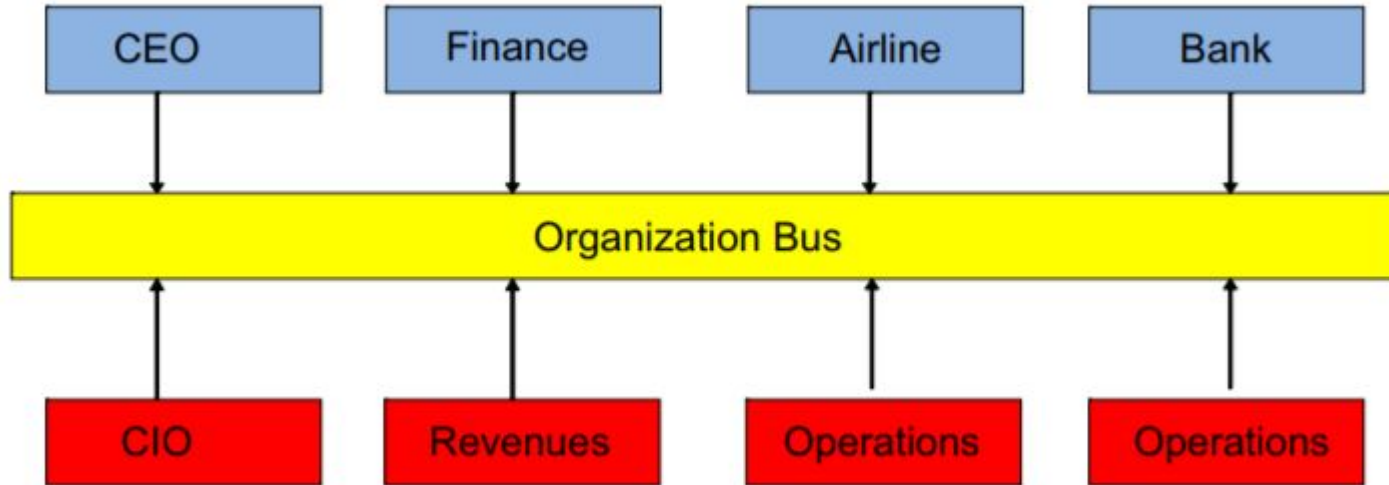 CEO
Finance
Airline
Bank
Organization Bus
CIO
Revenues
Operations
Operations